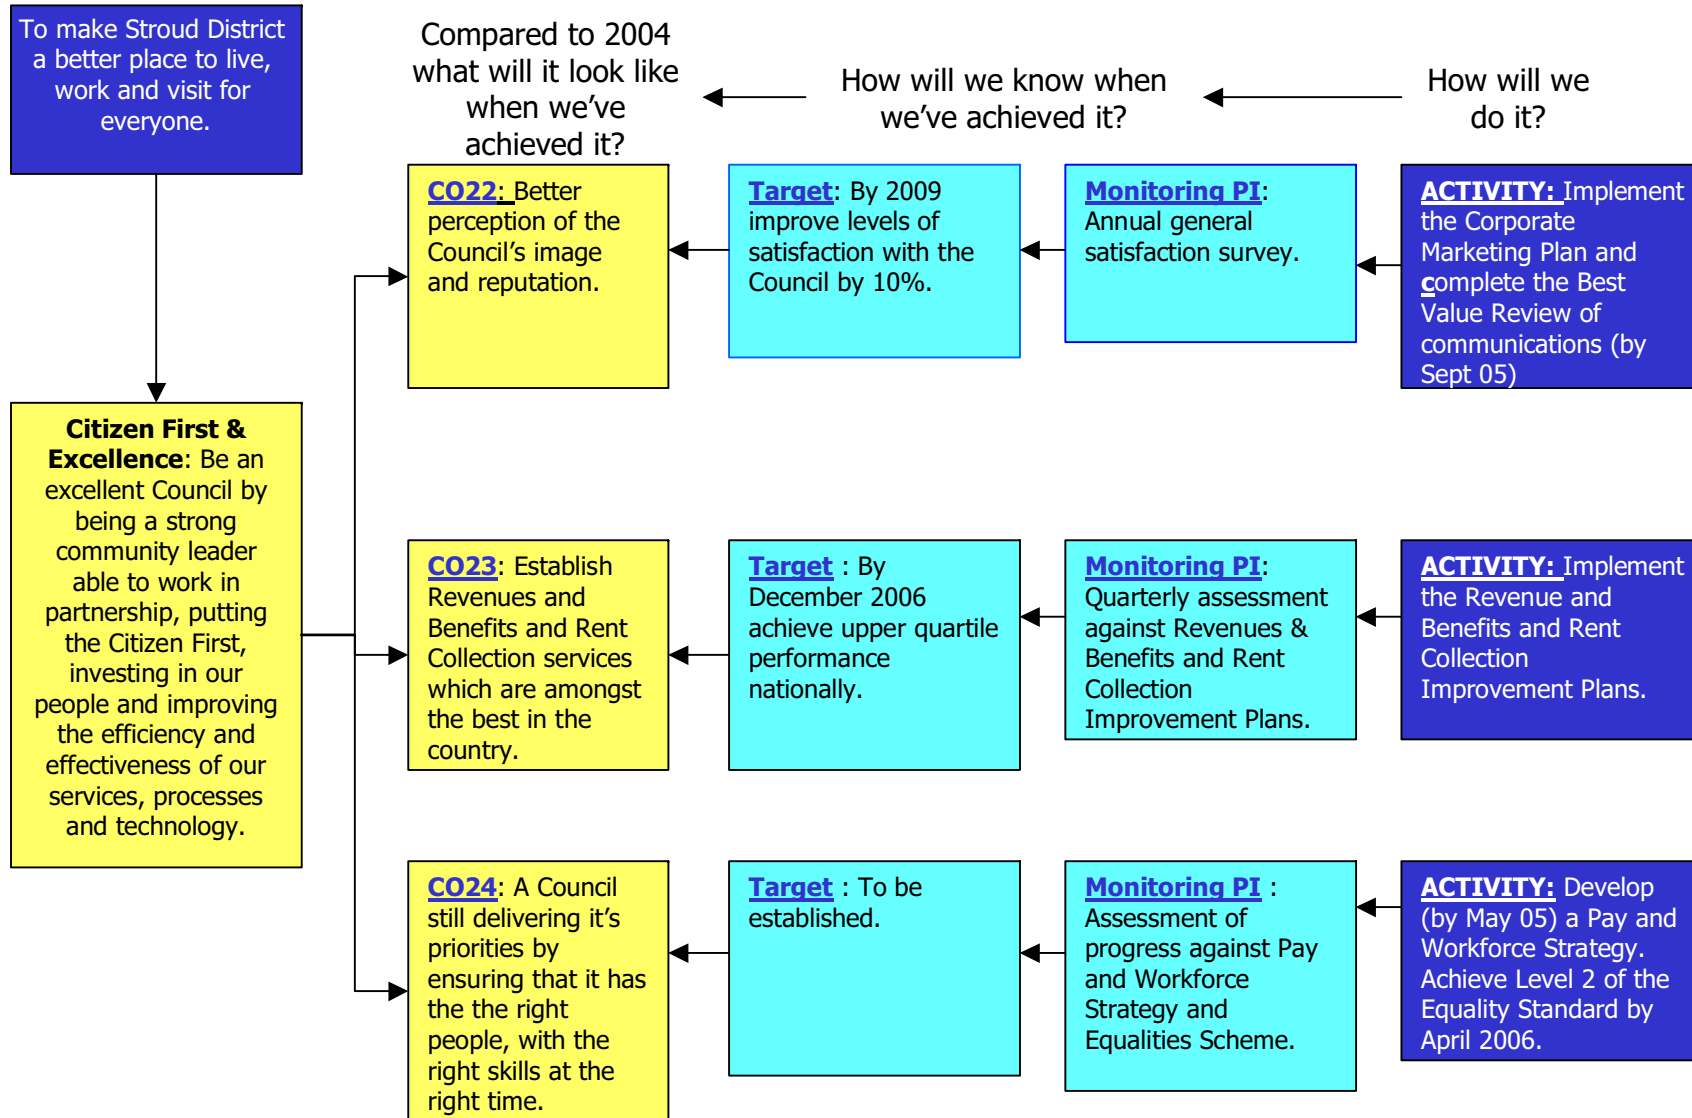 To make Stroud District
a better place to live,
work and visit for
everyone.
Compared to 2004
what will it look like
when we’ve
achieved it?
How will we know when
we’ve achieved it?
How will we
do it?
Citizen First &
Excellence: Be an
excellent Council by
being a strong
community leader
able to work in
partnership, putting
the Citizen First,
investing in our
people and improving
the efficiency and
effectiveness of our
services, processes
and technology.
CO22: Better
perception of the
Council’s image
and reputation.
Target: By 2009
improve levels of
satisfaction with the
Council by 10%.
Monitoring PI:
Annual general
satisfaction survey.
ACTIVITY: Implement
the Corporate
Marketing Plan and
complete the Best
Value Review of
communications (by
Sept 05)
CO23: Establish
Revenues and
Benefits and Rent
Collection services
which are amongst
the best in the
country.
Target : By
December 2006
achieve upper quartile
performance
nationally.
Monitoring PI:
Quarterly assessment
against Revenues &
Benefits and Rent
Collection
Improvement Plans.
ACTIVITY: Implement
the Revenue and
Benefits and Rent
Collection
Improvement Plans.
CO24: A Council
still delivering it’s
priorities by
ensuring that it has
the the right
people, with the
right skills at the
right time.
Target : To be
established.
Monitoring PI :
Assessment of
progress against Pay
and Workforce
Strategy and
Equalities Scheme.
ACTIVITY: Develop
(by May 05) a Pay and
Workforce Strategy.
Achieve Level 2 of the
Equality Standard by
April 2006.